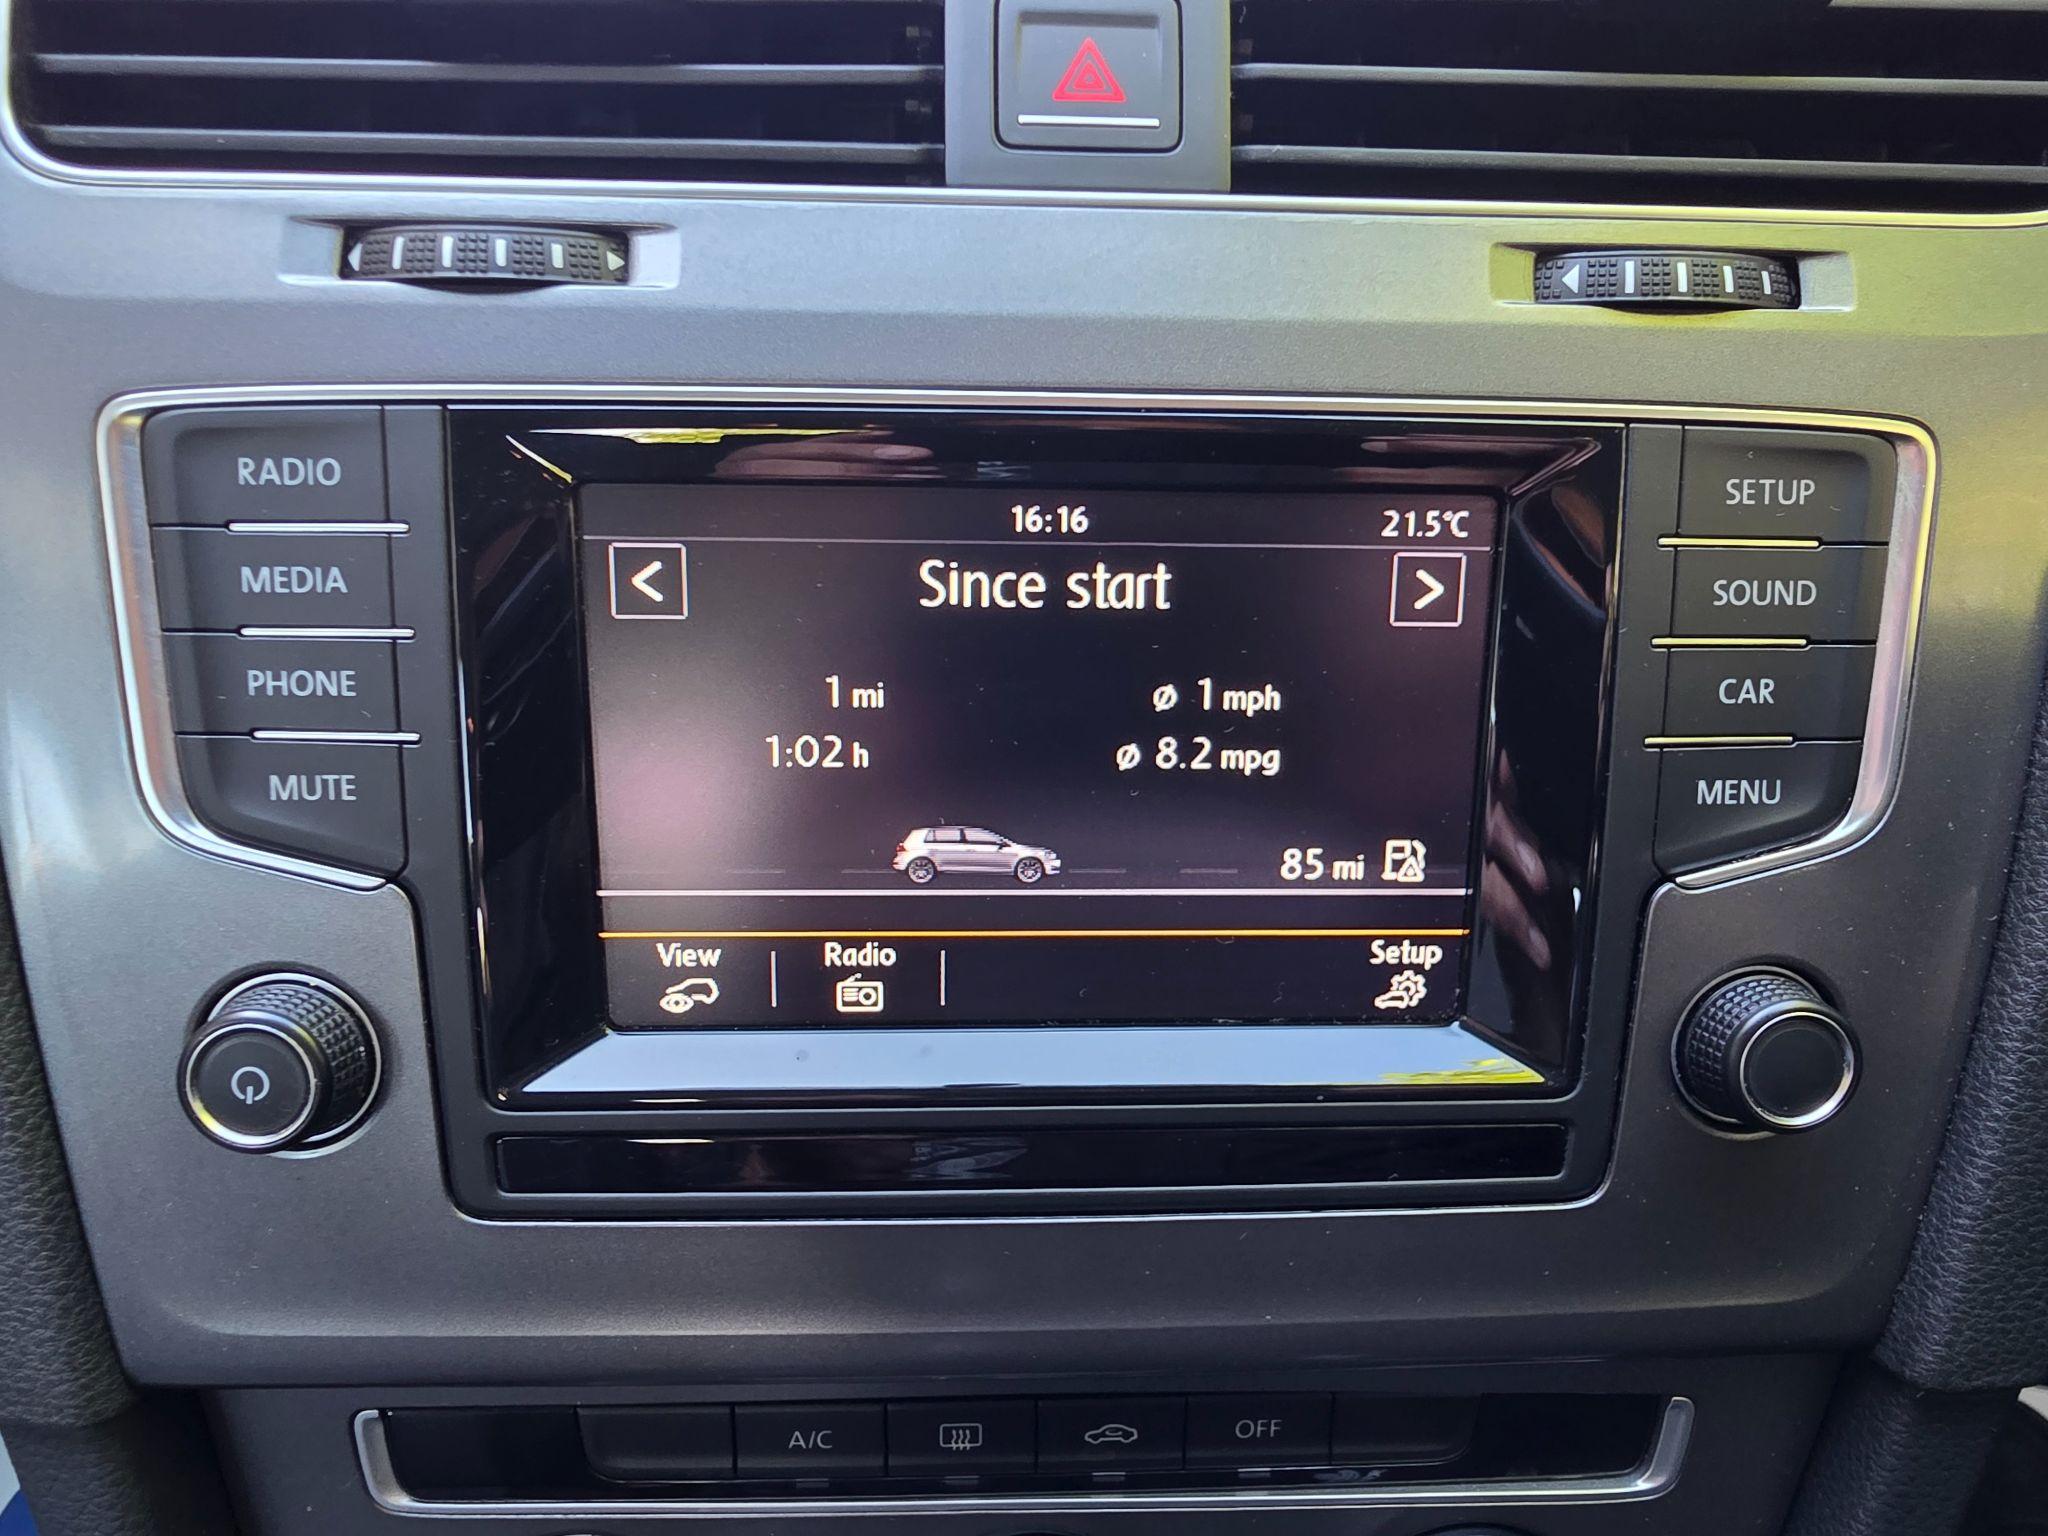 RADIO
MEDIA
PHONE
MUTE
16:16 21.5°C
<
Since start
>
1 mi ø 1 mph
1:02 h ø 8.2 mpg
85 mi
View
Radio
Setup
SETUP
SOUND
CAR
MENU
A/C
OFF